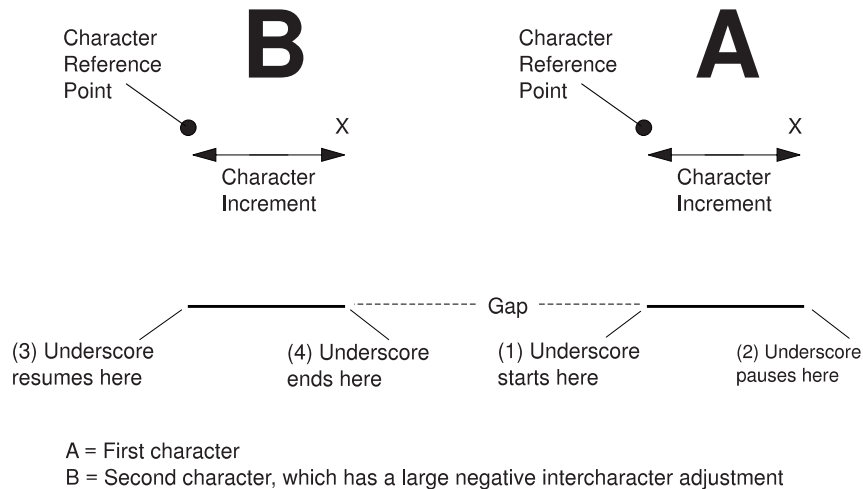 Character
Reference
Point
B
X
Character
Increment
Character
Reference
Point
A
X
Character
Increment
Gap
(3) Underscore
resumes here
(4) Underscore
ends here
(1) Underscore
starts here
(2) Underscore
pauses here
A = First character
B = Second character, which has a large negative intercharacter adjustment